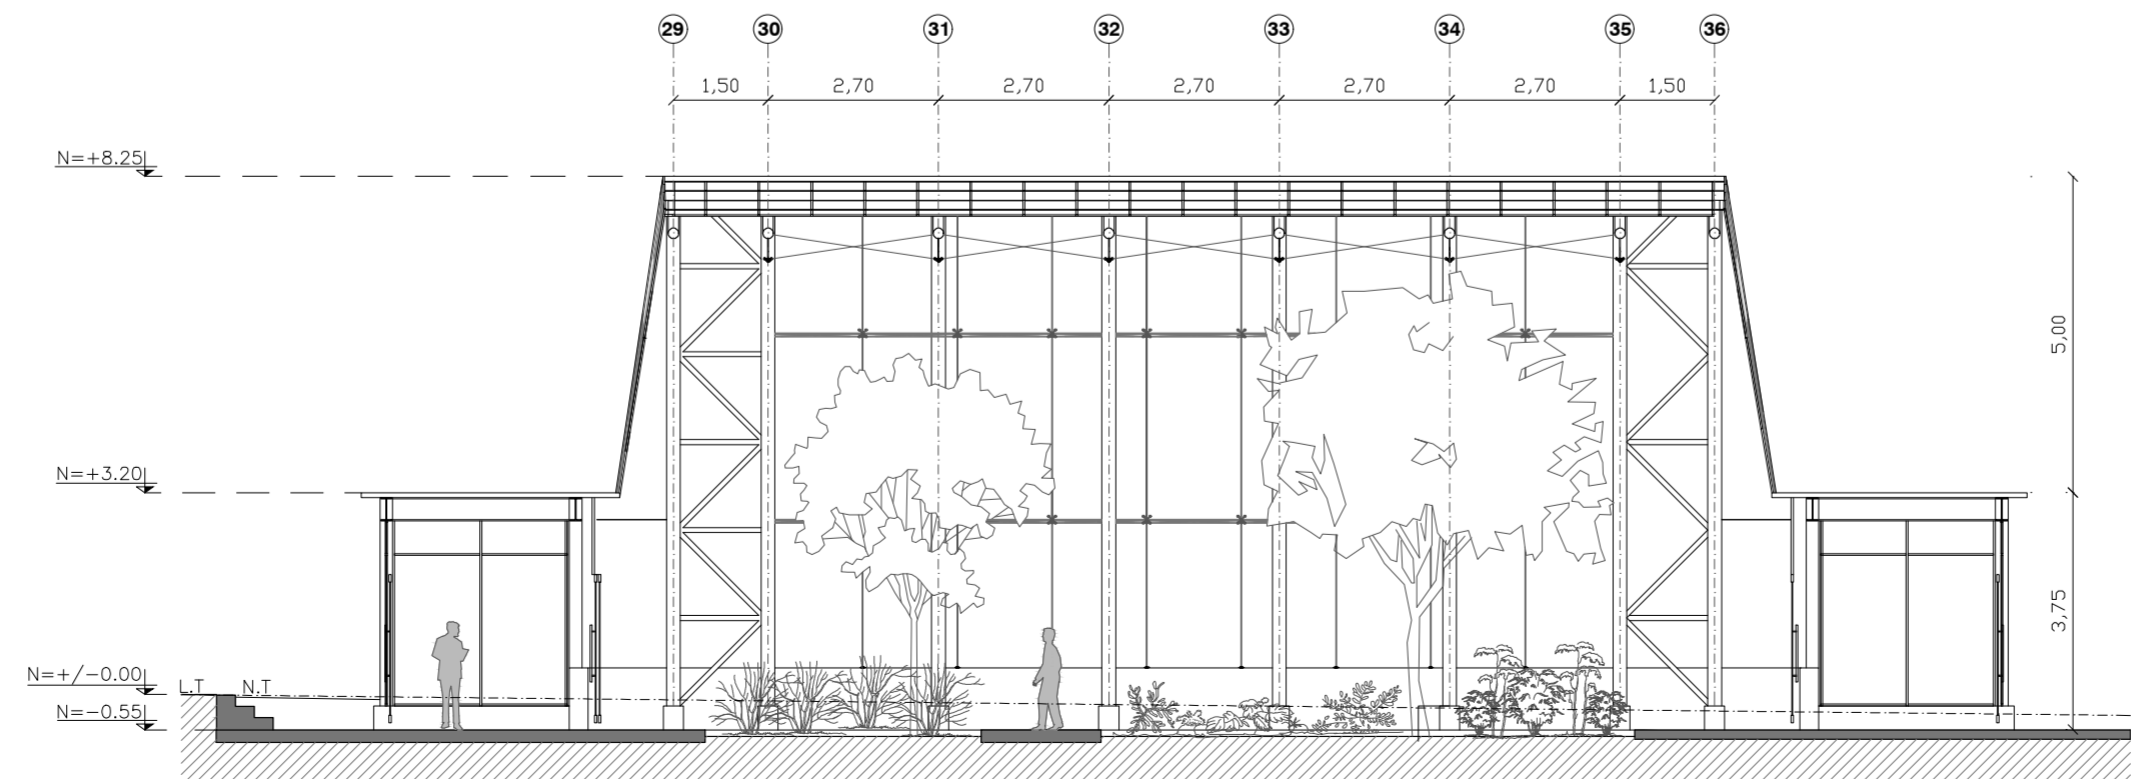 29 30 31 32 33 34 35 36
1,50 2,70 2,70 2,70 2,70 2,70 1,50
N=+8.25
5,00
N=+3.20
3,75
N=+/-0.00
L.T N.T
N=-0.55